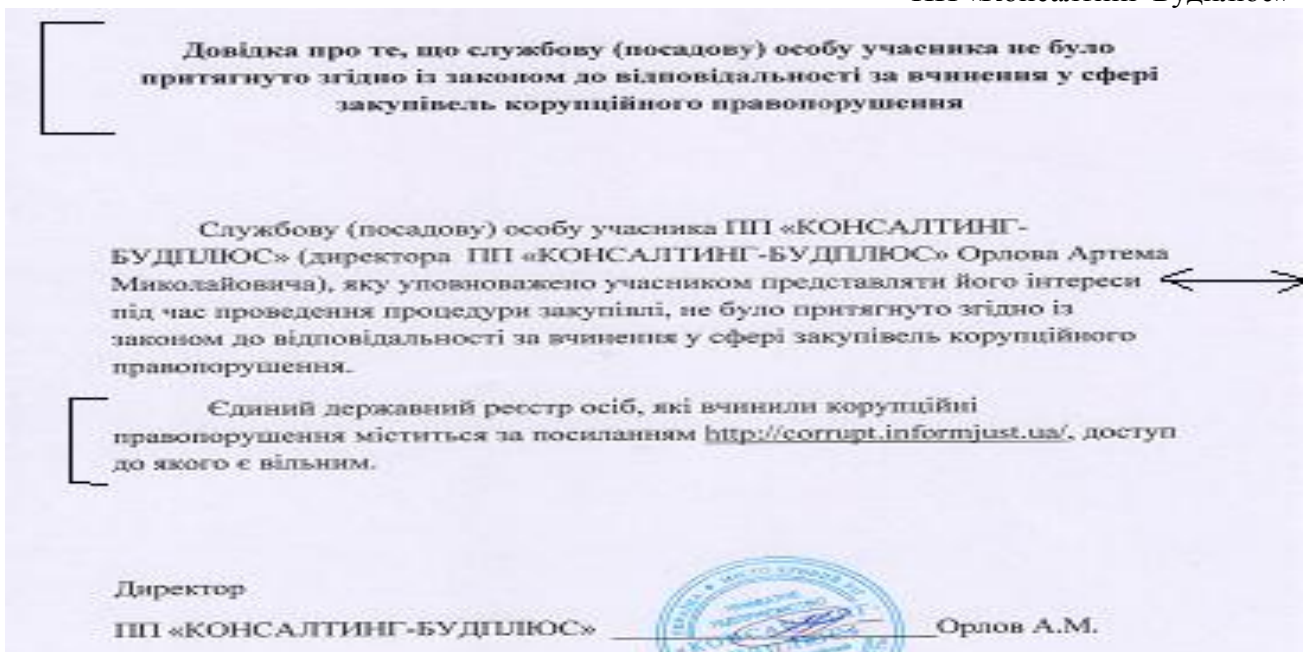 Довідка про те, що службову (посадову) особу учасника не було
притягнуто згідно із законом до відповідальності за вчинення у сфері
закупівель корупційного правопорушення
Службову (посадову) особу учасника ПП «КОНСАЛТИНГ-
БУДПЛЮС» (директора ПП «КОНСАЛТИНГ-БУДПЛЮС» Орлова Артема
Миколайовича), яку уповноважено учасником представляти його інтереси
під час проведення процедури закупівлі, не було притягнуто згідно із
законом до відповідальності за вчинення у сфері закупівель корупційного
правопорушення.
Єдиний державний реєстр осіб, які вчинили корупційні
правопорушення міститься за посиланням http://corrupt.informjust.ua/, доступ
до якого є вільним.
Директор
ПП «КОНСАЛТИНГ-БУДПЛЮС» Орлов А.М.